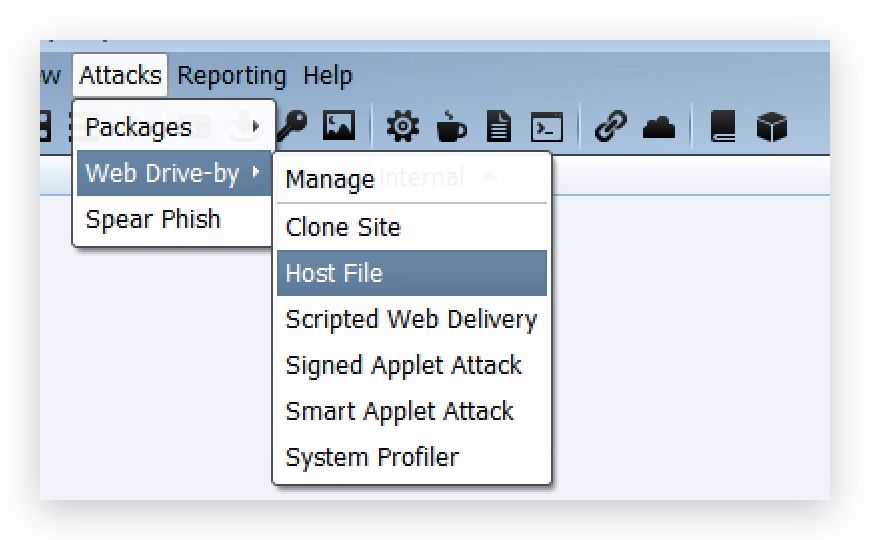 Attacks Reporting Help
Packages
Web Drive-by
Spear Phish
Manage
internal
Clone Site
Host File
Scripted Web Delivery
Signed Applet Attack
Smart Applet Attack
System Profiler